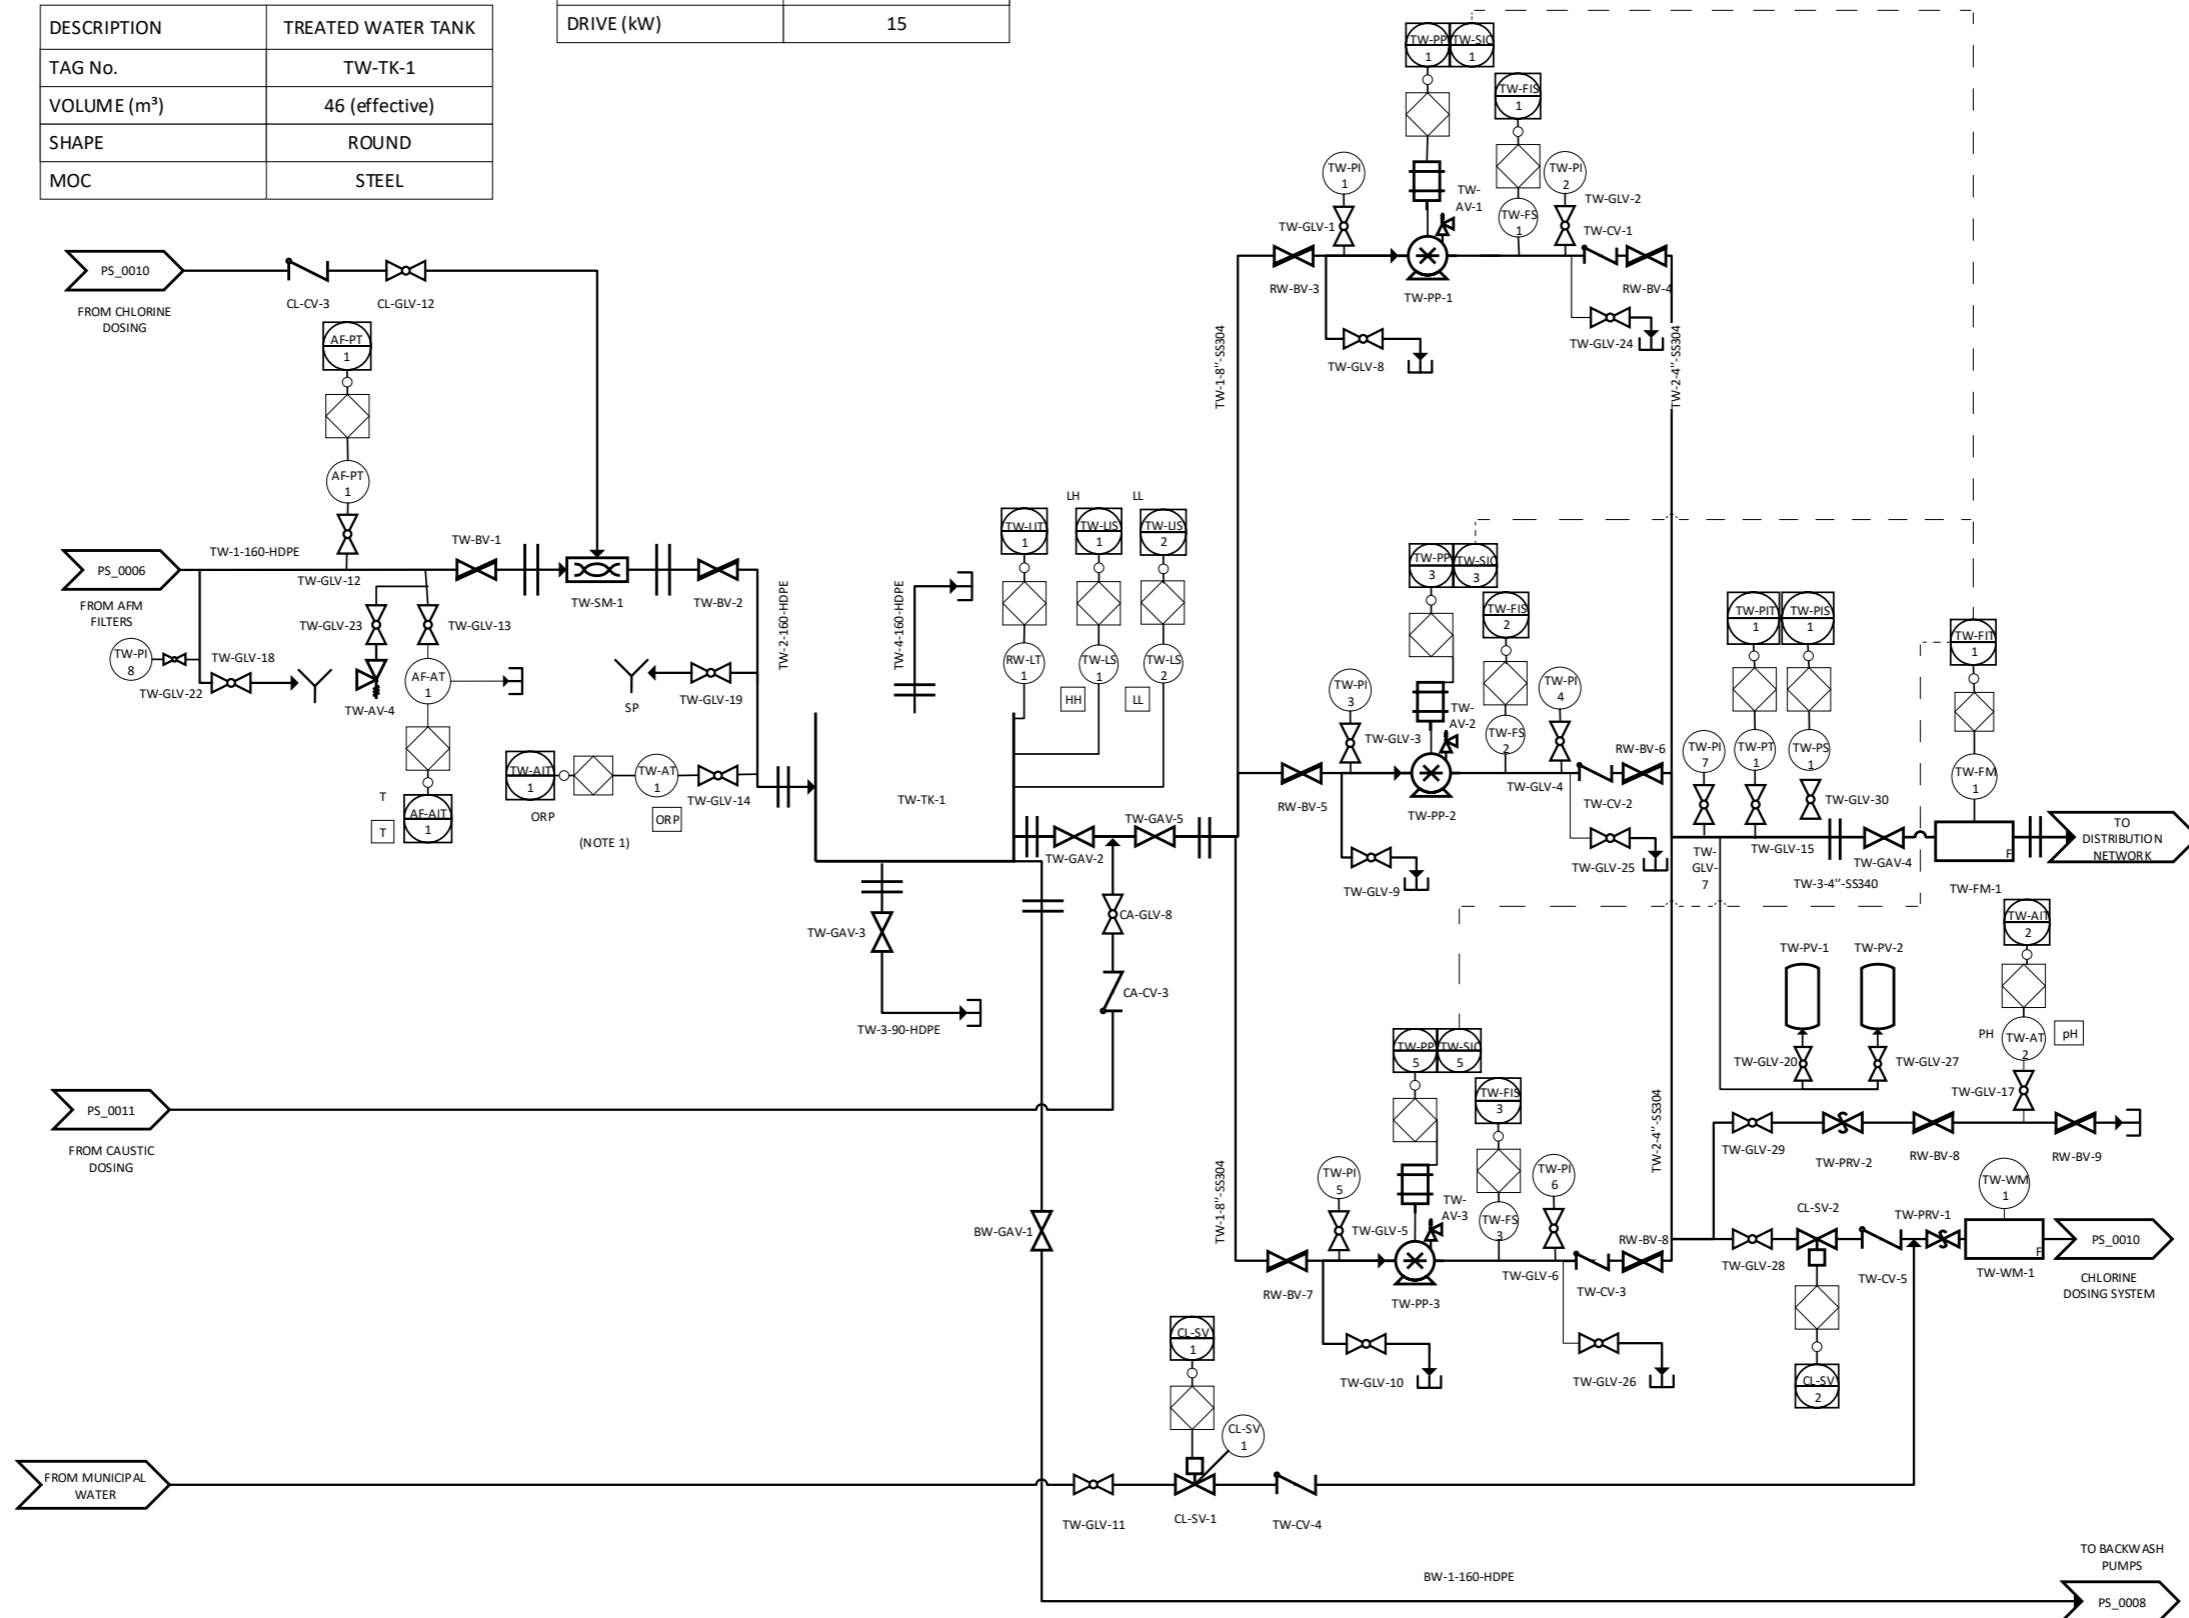 DESCRIPTION TREATED WATER TANK
TAG No. TW-TK-1
VOLUME (m³) 46 (effective)
SHAPE ROUND
MOC STEEL
DRIVE (kW) 15
PS_0010
FROM CHLORINE
DOSING
CL-CV-3
CL-GLV-12
AF-PT
1
AF-PT
1
PS_0006
FROM AFM
FILTERS
TW-1-160-HDPE
TW-GLV-12
TW-BV-1
TW-SM-1
TW-BV-2
TW-GLV-23
TW-GLV-13
TW-PI
8
TW-GLV-18
TW-GLV-22
TW-AV-4
AF-AT
1
T
T
AF-AIT
1
SP
TW-GLV-19
TW-2-160-HDPE
TW-AIT
1
ORP
TW-AT
1
TW-GLV-14
ORP
(NOTE 1)
TW-4-160-HDPE
TW-TK-1
LH
LL
TW-LIT
1
TW-LIS
1
TW-LIS
2
RW-LT
1
TW-LS
1
TW-LS
2
HH
LL
TW-GAV-5
TW-GAV-2
TW-GAV-3
TW-3-90-HDPE
CA-GLV-8
CA-CV-3
PS_0011
FROM CAUSTIC
DOSING
BW-GAV-1
TW-PP
1
TW-SIC
1
TW-FIS
1
TW-PI
1
TW-PI
2
TW-
AV-1
TW-GLV-1
TW-FS
1
TW-GLV-2
TW-CV-1
RW-BV-3
TW-PP-1
RW-BV-4
TW-GLV-8
TW-GLV-24
TW-1-8''-SS304
TW-2-4''-SS304
TW-PP
3
TW-SIC
3
TW-FIS
2
TW-PI
3
TW-PI
4
TW-
AV-2
TW-GLV-3
TW-FS
2
RW-BV-6
RW-BV-5
TW-PP-2
TW-GLV-4
TW-CV-2
TW-GLV-9
TW-GLV-25
TW-PIT
1
TW-PIS
1
TW-FIT
1
TW-PI
7
TW-PT
1
TW-PS
1
TW-FM
1
TW-GLV-30
TW-
GLV-
7
TW-GLV-15
TW-GAV-4
TW-3-4''-SS340
TW-FM-1
F
TO
DISTRIBUTION
NETWORK
TW-AIT
2
TW-PV-1
TW-PV-2
PH
TW-AT
2
pH
TW-GLV-20
TW-GLV-27
TW-GLV-17
TW-GLV-29
TW-PRV-2
RW-BV-8
RW-BV-9
TW-PP
5
TW-SIC
5
TW-FIS
3
TW-1-8''-SS304
TW-2-4''-SS304
TW-PI
5
TW-PI
6
TW-
AV-3
TW-GLV-5
TW-FS
3
RW-BV-8
RW-BV-7
TW-PP-3
TW-GLV-6
TW-CV-3
TW-GLV-10
TW-GLV-26
TW-WM
1
CL-SV-2
TW-PRV-1
TW-GLV-28
TW-CV-5
TW-WM-1
F
PS_0010
CHLORINE
DOSING SYSTEM
CL-SV
2
CL-SV
1
CL-SV
1
FROM MUNICIPAL
WATER
TW-GLV-11
CL-SV-1
TW-CV-4
BW-1-160-HDPE
TO BACKWASH
PUMPS
PS_0008